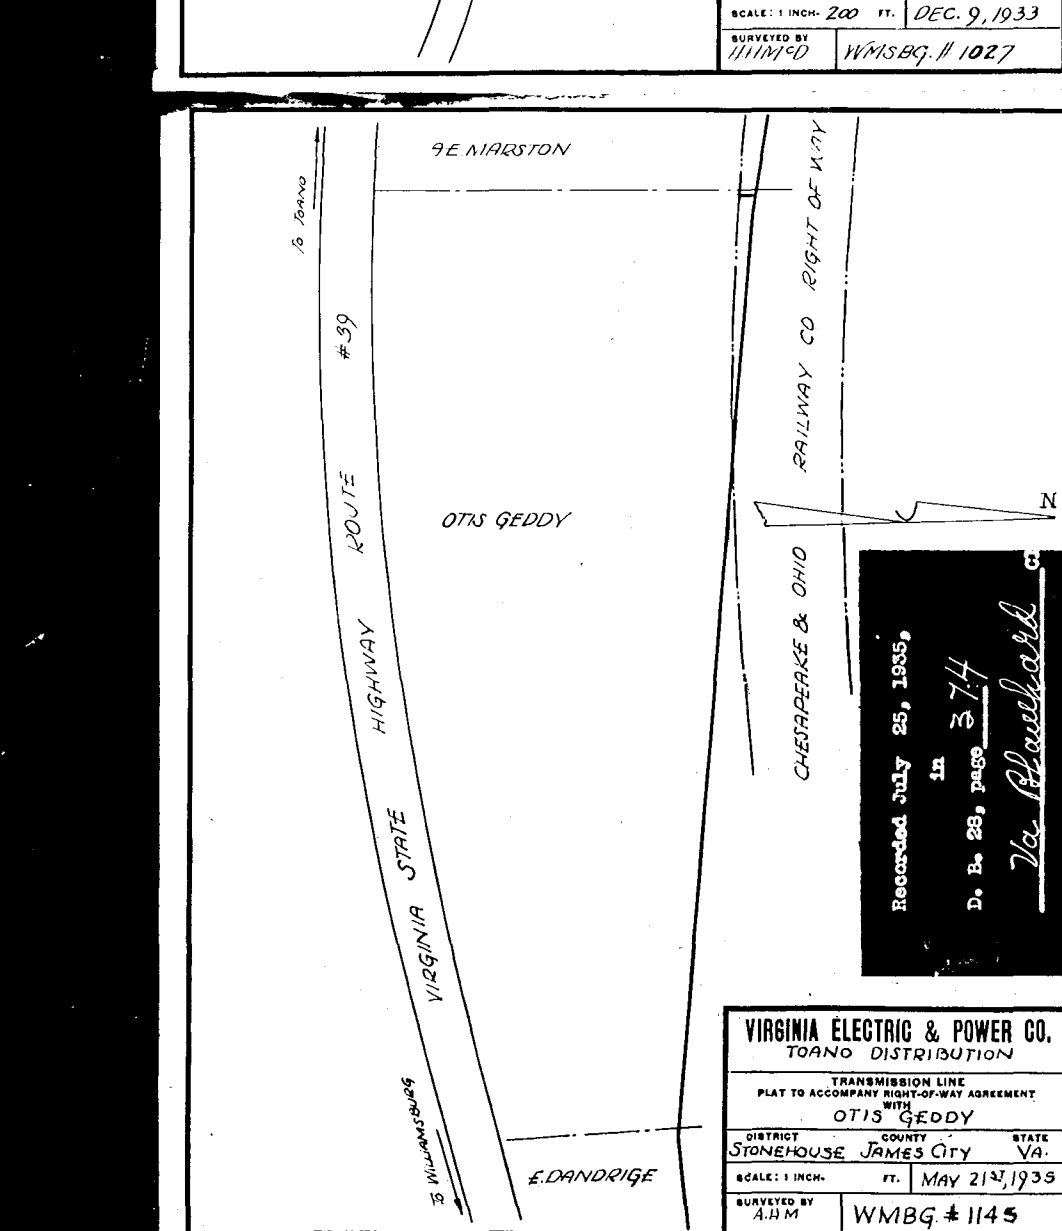 SCALE: 1 INCH- 200 FT. DEC. 9, 1933
SURVEYED BY
HHMCD WMSBG. # 1027
A.E. MARSTON
TO TOANO
VIRGINIA STATE HIGHWAY ROUTE #39
OTIS GEDDY
CHESAPEAKE & OHIO RAILWAY CO RIGHT OF WAY
N
Recorded July 25, 1935,
in
D. B. 28, page 374
Va
TO WILLIAMSBURG
E. DANDRIGE
VIRGINIA ELECTRIC & POWER CO.
TOANO DISTRIBUTION
TRANSMISSION LINE
PLAT TO ACCOMPANY RIGHT-OF-WAY AGREEMENT
WITH
OTIS GEDDY
DISTRICT COUNTY STATE
STONEHOUSE JAMES CITY VA.
SCALE: 1 INCH- FT. MAY 21ST, 1935
SURVEYED BY
A.H.M WMBG. # 1145